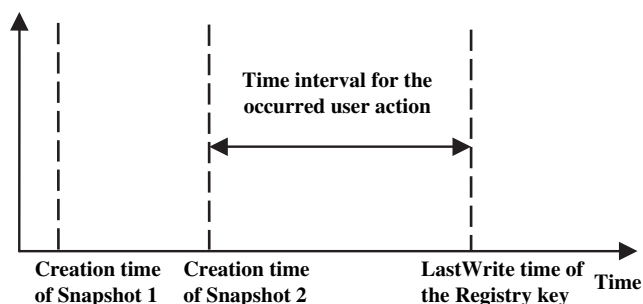 Time interval for the
occurred user action
Creation time
of Snapshot 1
Creation time
of Snapshot 2
LastWrite time of
the Registry key
Time